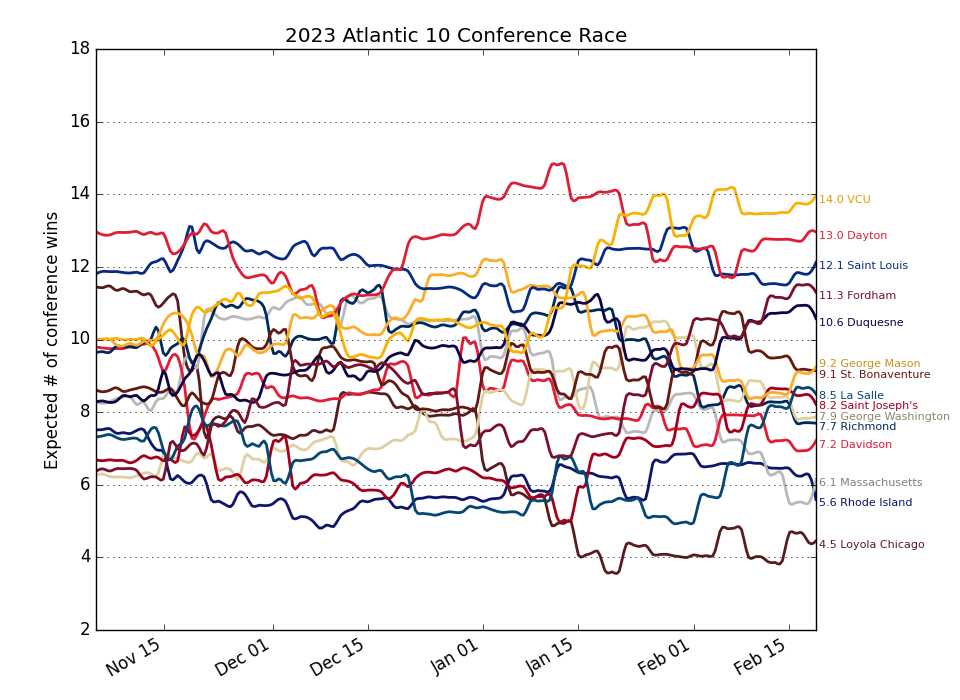 2023 Atlantic 10 Conference Race
Expected # of conference wins
18
16
14
12
10
8
6
4
2
Nov 15
Dec 01
Dec 15
Jan 01
Jan 15
Feb 01
Feb 15
14.0 VCU
13.0 Dayton
12.1 Saint Louis
11.3 Fordham
10.6 Duquesne
9.2 George Mason
9.1 St. Bonaventure
8.5 La Salle
8.2 Saint Joseph's
7.9 George Washington
7.7 Richmond
7.2 Davidson
6.1 Massachusetts
5.6 Rhode Island
4.5 Loyola Chicago